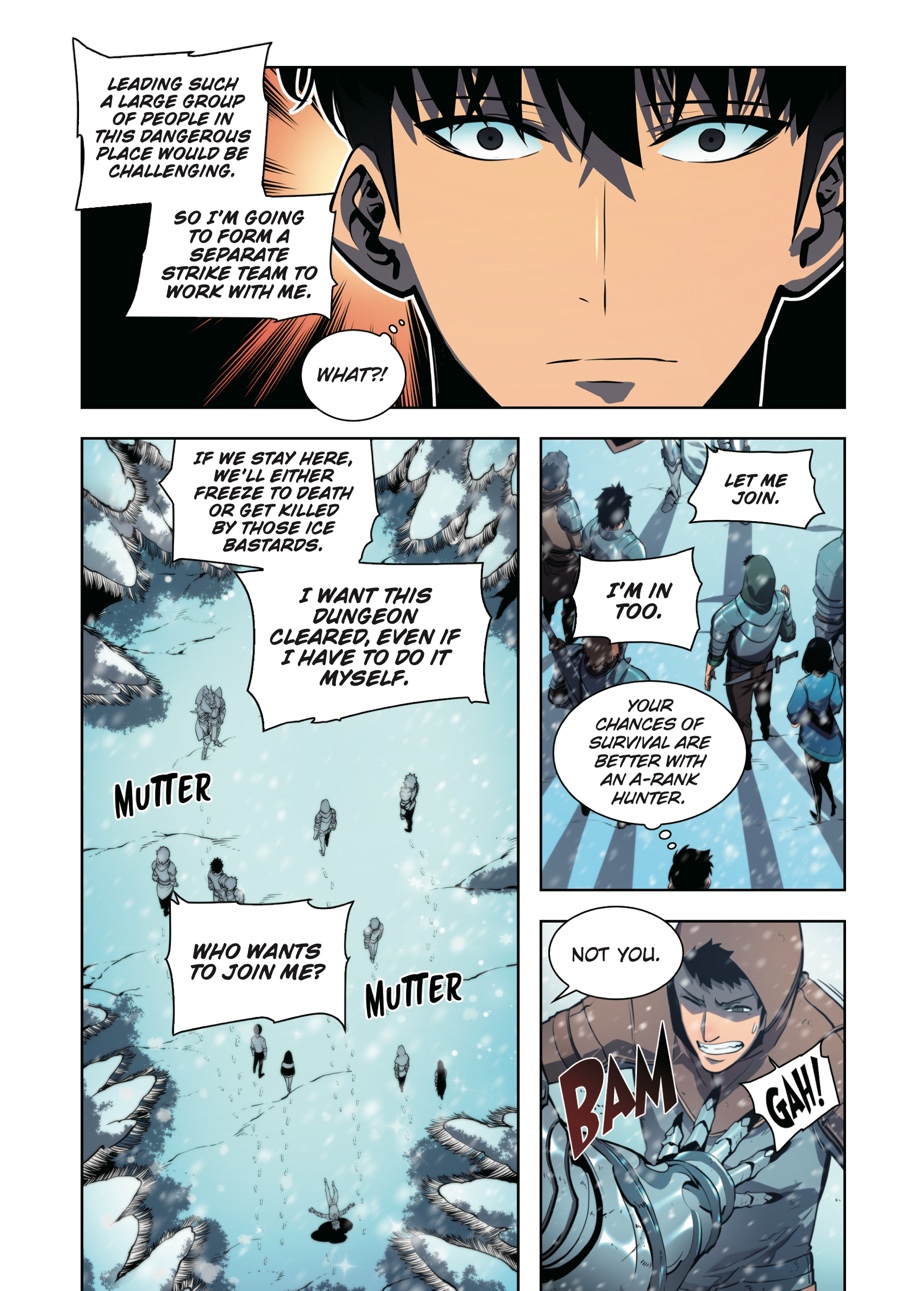 LEADING SUCH
A LARGE GROUP
OF PEOPLE IN
THIS DANGEROUS
PLACE WOULD BE
CHALLENGING.
SO I'M GOING
TO FORM A
SEPARATE
STRIKE TEAM TO
WORK WITH ME.
WHAT?!
IF WE STAY HERE,
WE'LL EITHER
FREEZE TO DEATH
OR GET KILLED
BY THOSE ICE
BASTARDS.
I WANT THIS
DUNGEON
CLEARED, EVEN IF
I HAVE TO DO IT
MYSELF.
MUTTER
WHO WANTS
TO JOIN ME?
MUTTER
LET ME
JOIN.
I'M IN
TOO.
YOUR
CHANCES OF
SURVIVAL ARE
BETTER WITH
AN A-RANK
HUNTER.
NOT YOU.
BAM
GAH!